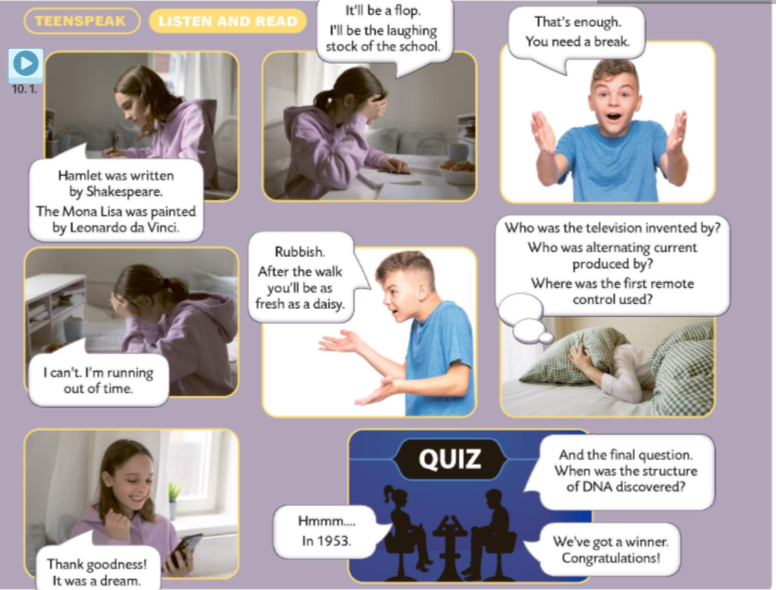 TEENSPEAK
LISTEN AND READ
10. 1.
Hamlet was written
by Shakespeare.
The Mona Lisa was painted
by Leonardo da Vinci.
It'll be a flop.
I'll be the laughing
stock of the school.
That's enough.
You need a break.
I can't. I'm running
out of time.
Rubbish.
After the walk
you'll be as
fresh as a daisy.
Who was the television invented by?
Who was alternating current
produced by?
Where was the first remote
control used?
Thank goodness!
It was a dream.
QUIZ
And the final question.
When was the structure
of DNA discovered?
Hmmm....
In 1953.
We've got a winner.
Congratulations!